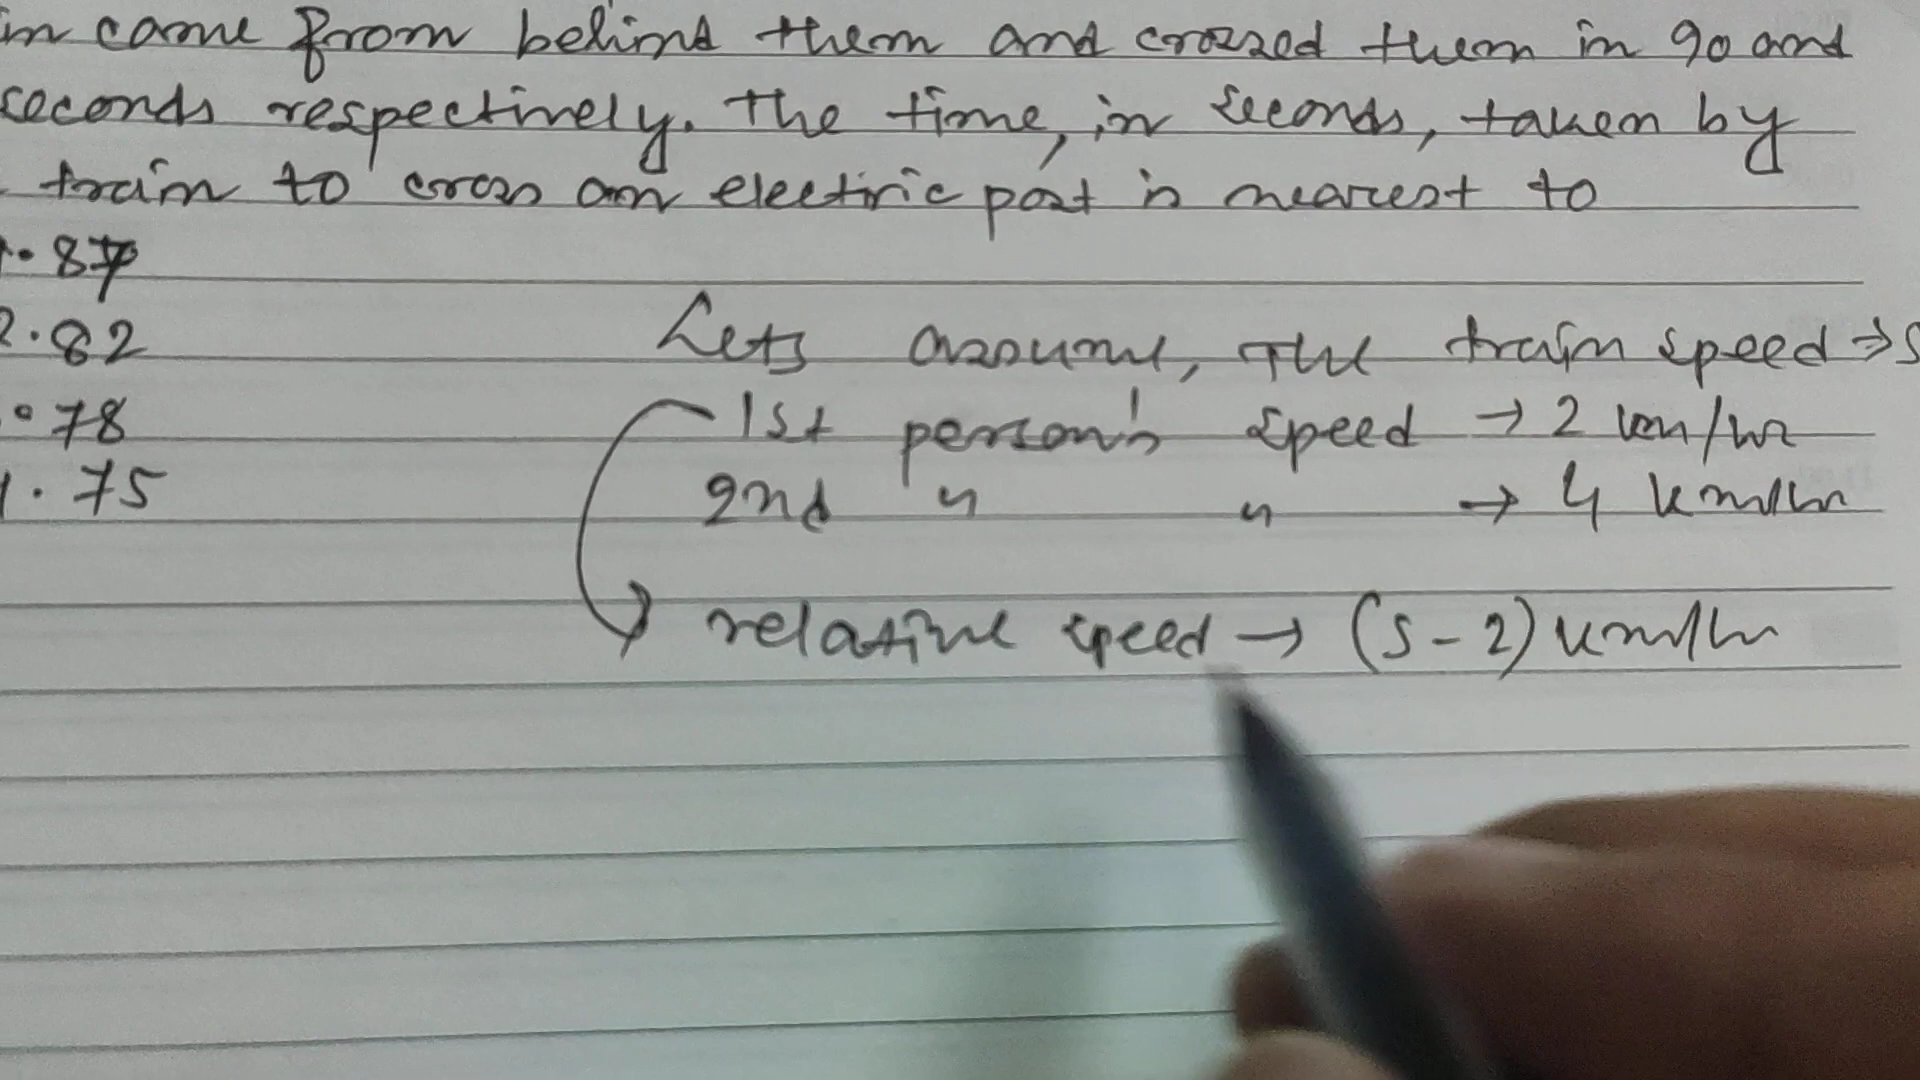 in came from behind them and crossed them in 90 and
seconds respectively. The time, in seconds, taken by
train to cross an electric post is nearest to
1. 87
2. 82
78
75
Lets assume, The train speed ⇒ S
1st person's speed → 2 km/hr
2nd " " → 4 km/hr
relative speed → (S-2) km/hr